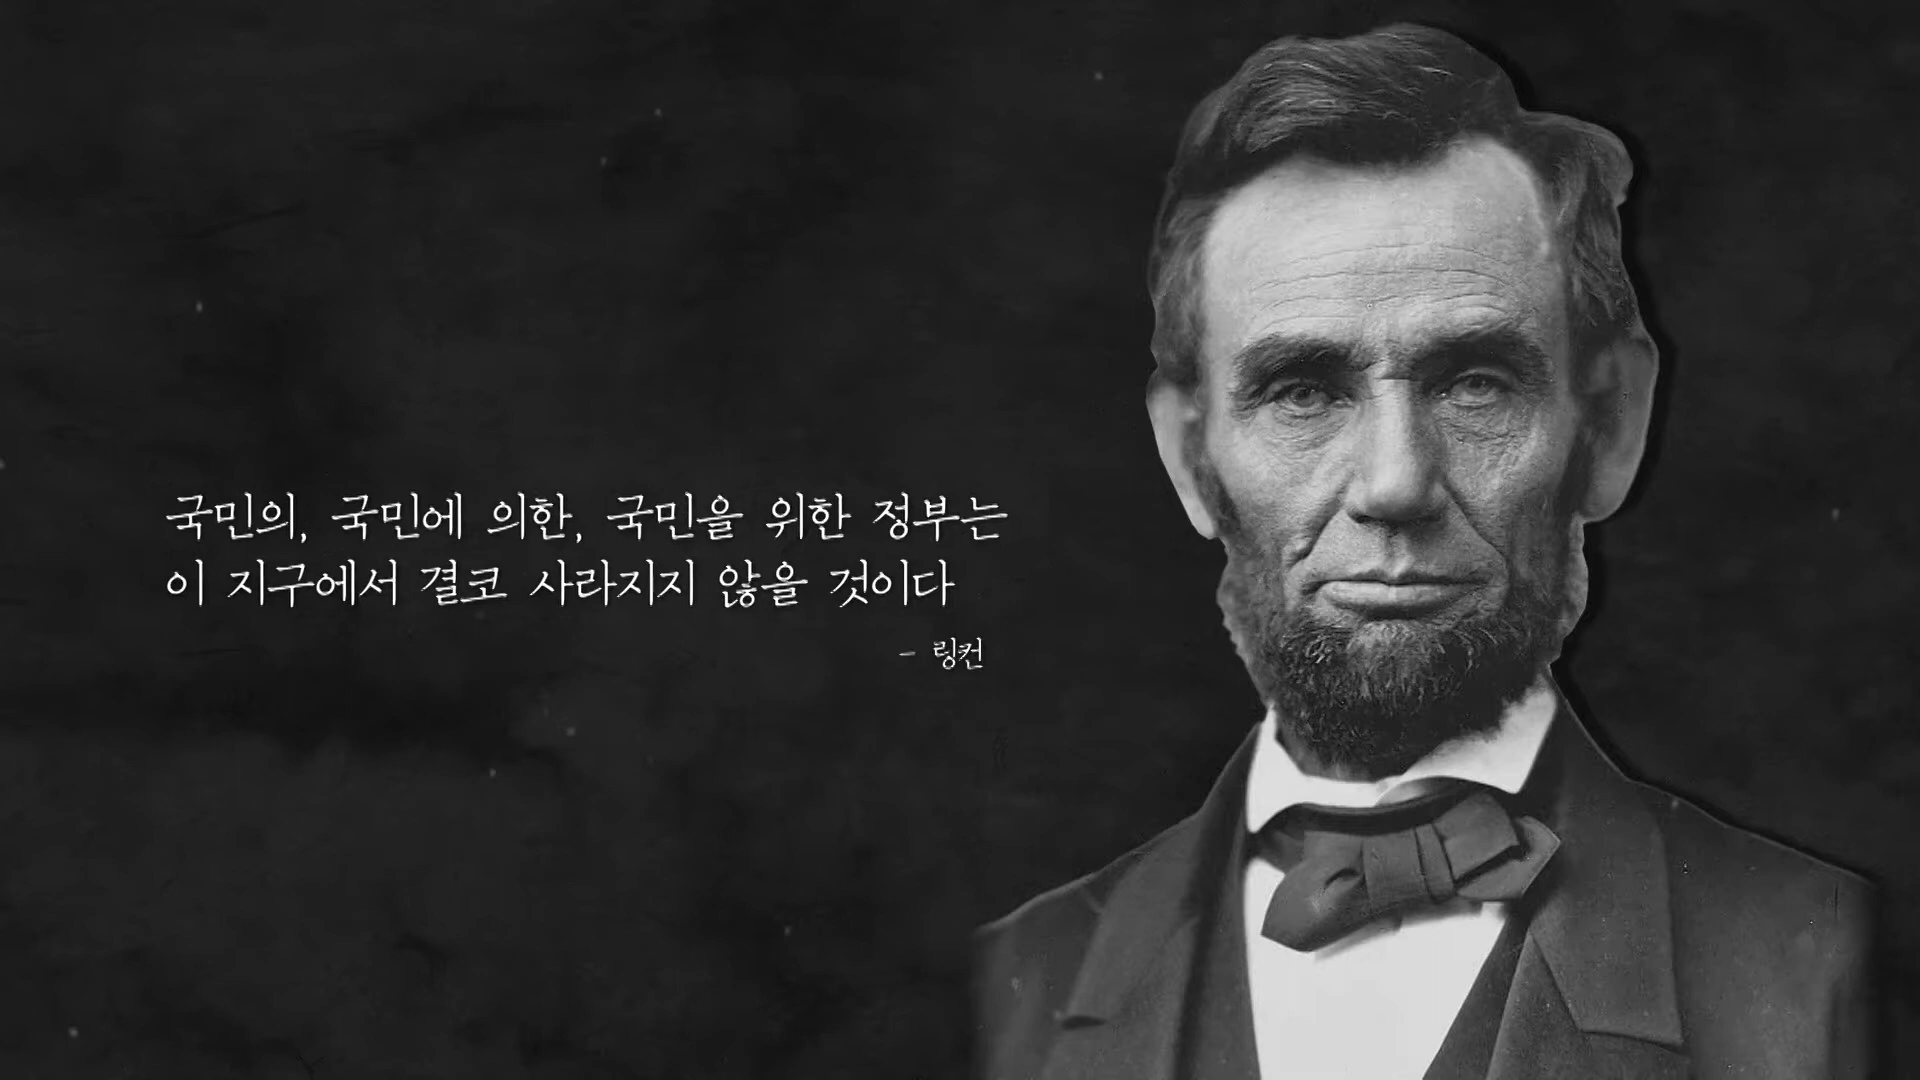 국민의, 국민에 의한, 국민을 위한 정부는
이 지구에서 결코 사라지지 않을 것이다
- 링컨